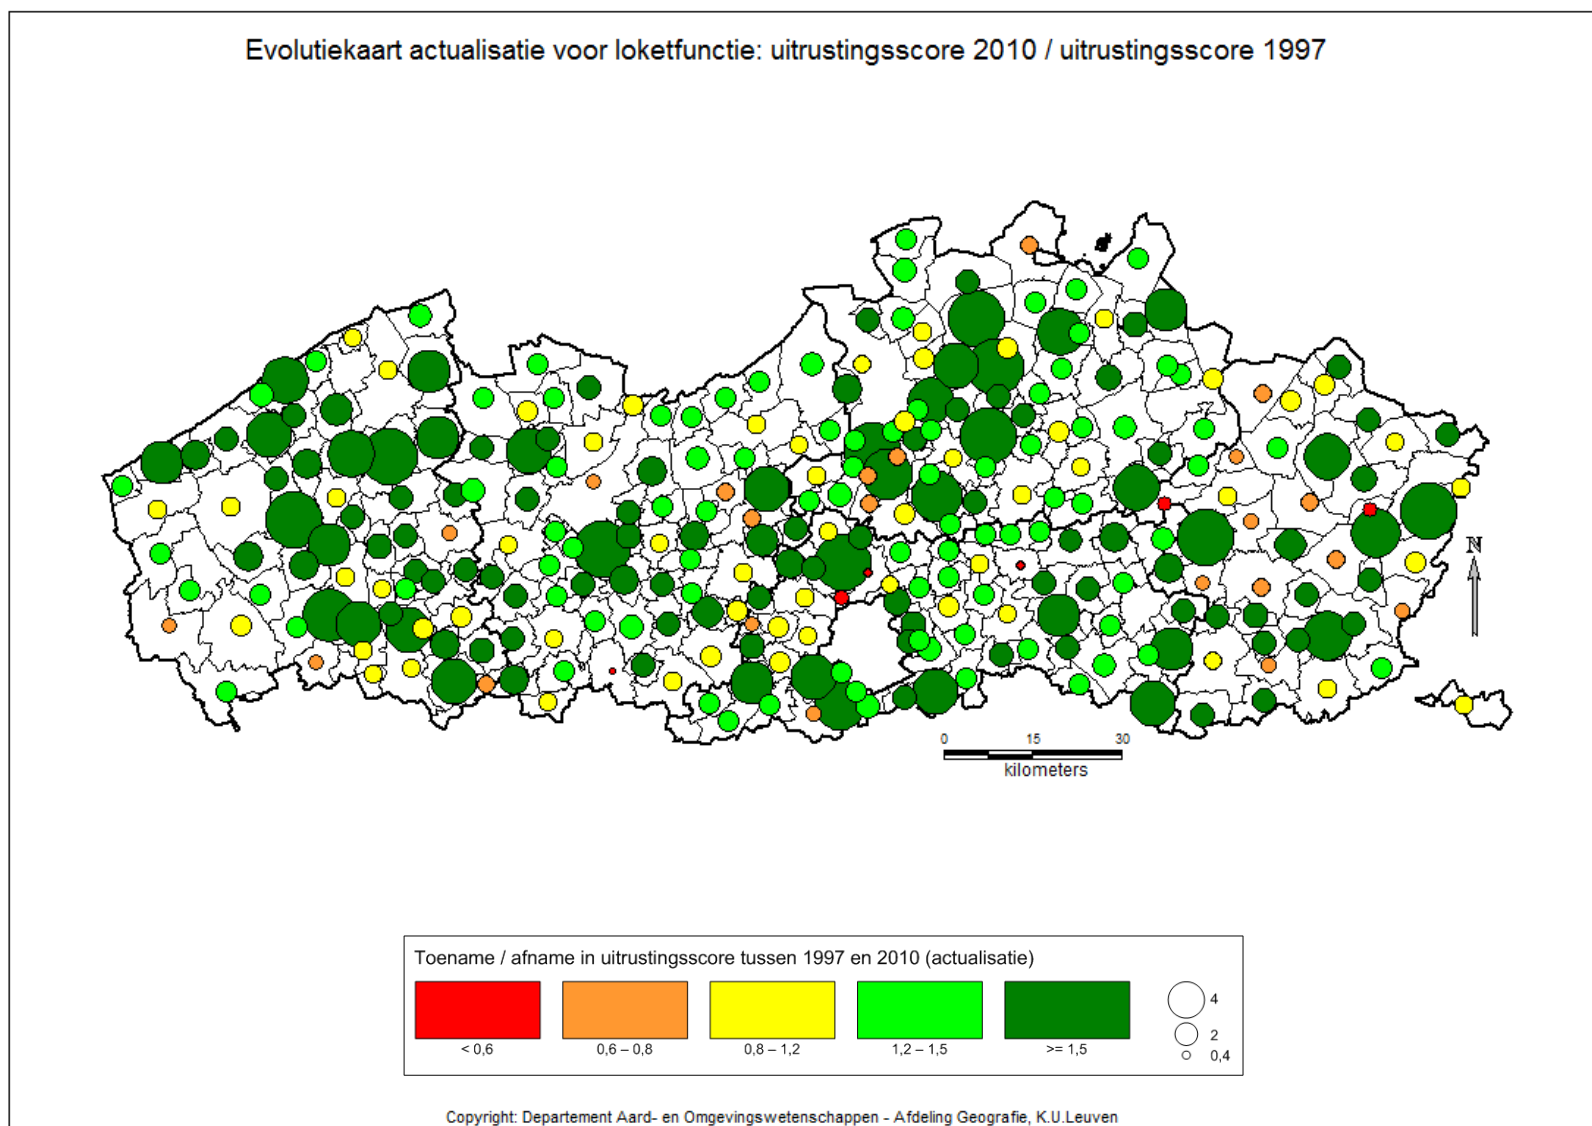 Evolutiekaart actualisatie voor loketfunctie: uitrustingsscore 2010 / uitrustingsscore 1997
N
0 15 30
kilometers
Toename / afname in uitrustingsscore tussen 1997 en 2010 (actualisatie)
4
2
0,4
< 0,6 0,6 – 0,8 0,8 – 1,2 1,2 – 1,5 >= 1,5
Copyright: Departement Aard- en Omgevingswetenschappen - Afdeling Geografie, K.U.Leuven